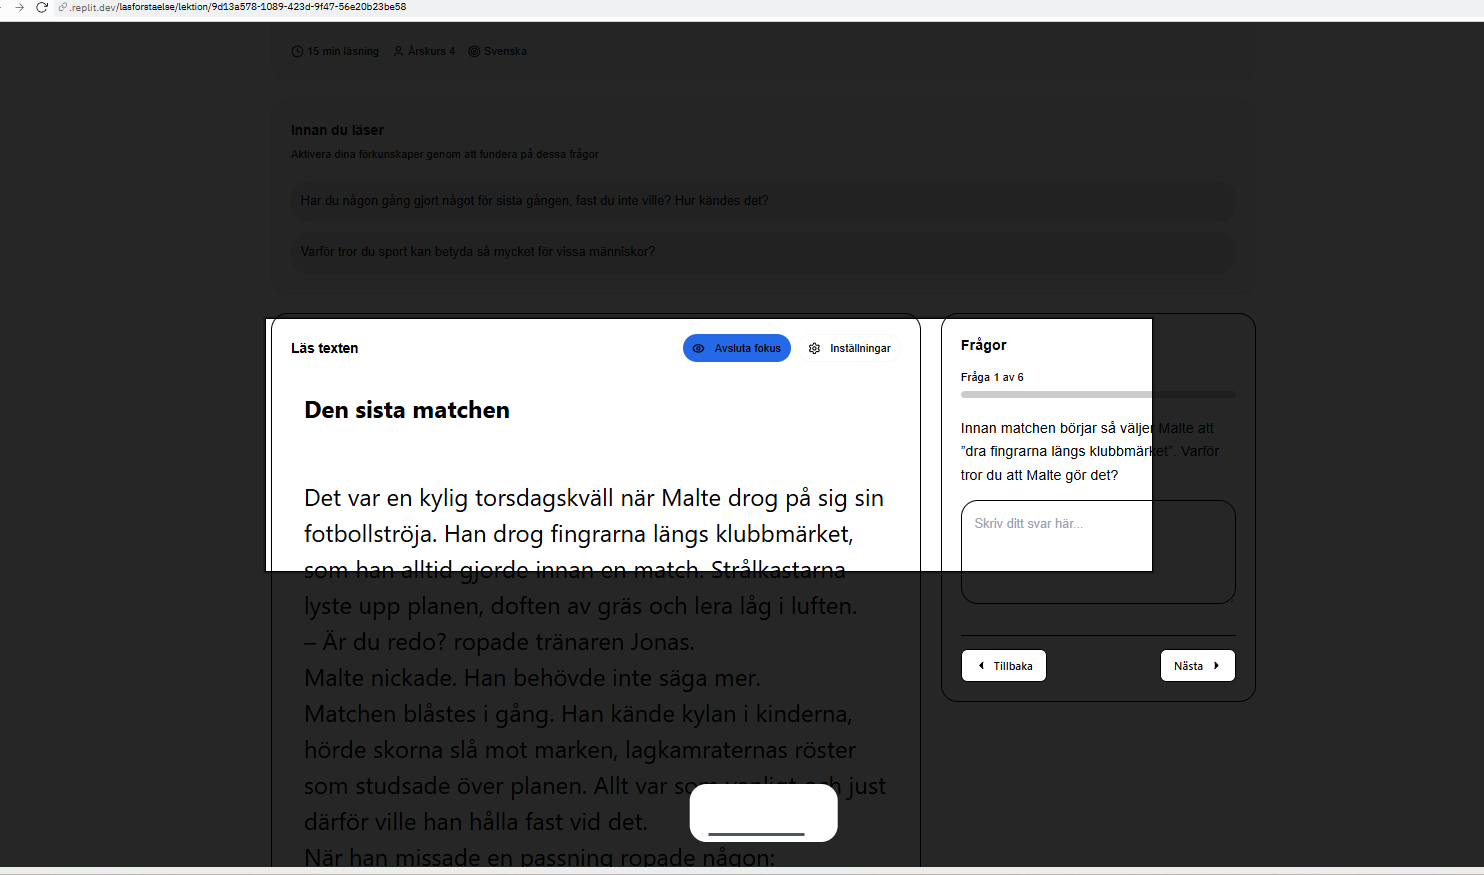 .replit.dev/lasforstaelse/lektion/9d13a578-1089-423d-9f47-56e20b23be58
15 min läsning Årskurs 4 Svenska
Innan du läser
Aktivera dina förkunskaper genom att fundera på dessa frågor
Har du någon gång gjort något för sista gången, fast du inte ville? Hur kändes det?
Varför tror du sport kan betyda så mycket för vissa människor?
Läs texten
Avsluta fokus
Inställningar
Den sista matchen
Det var en kylig torsdagskväll när Malte drog på sig sin
fotbollströja. Han drog fingrarna längs klubbmärket,
som han alltid gjorde innan en match. Strålkastarna
lyste upp planen, doften av gräs och lera låg i luften.
– Är du redo? ropade tränaren Jonas.
Malte nickade. Han behövde inte säga mer.
Matchen blåstes i gång. Han kände kylan i kinderna,
hörde skorna slå mot marken, lagkamraternas röster
som studsade över planen. Allt var som vanligt och just
därför ville han hålla fast vid det.
När han missade en passning ropade någon:
Frågor
Fråga 1 av 6
Innan matchen börjar så väljer Malte att
”dra fingrarna längs klubbmärket”. Varför
tror du att Malte gör det?
Skriv ditt svar här...
Tillbaka
Nästa